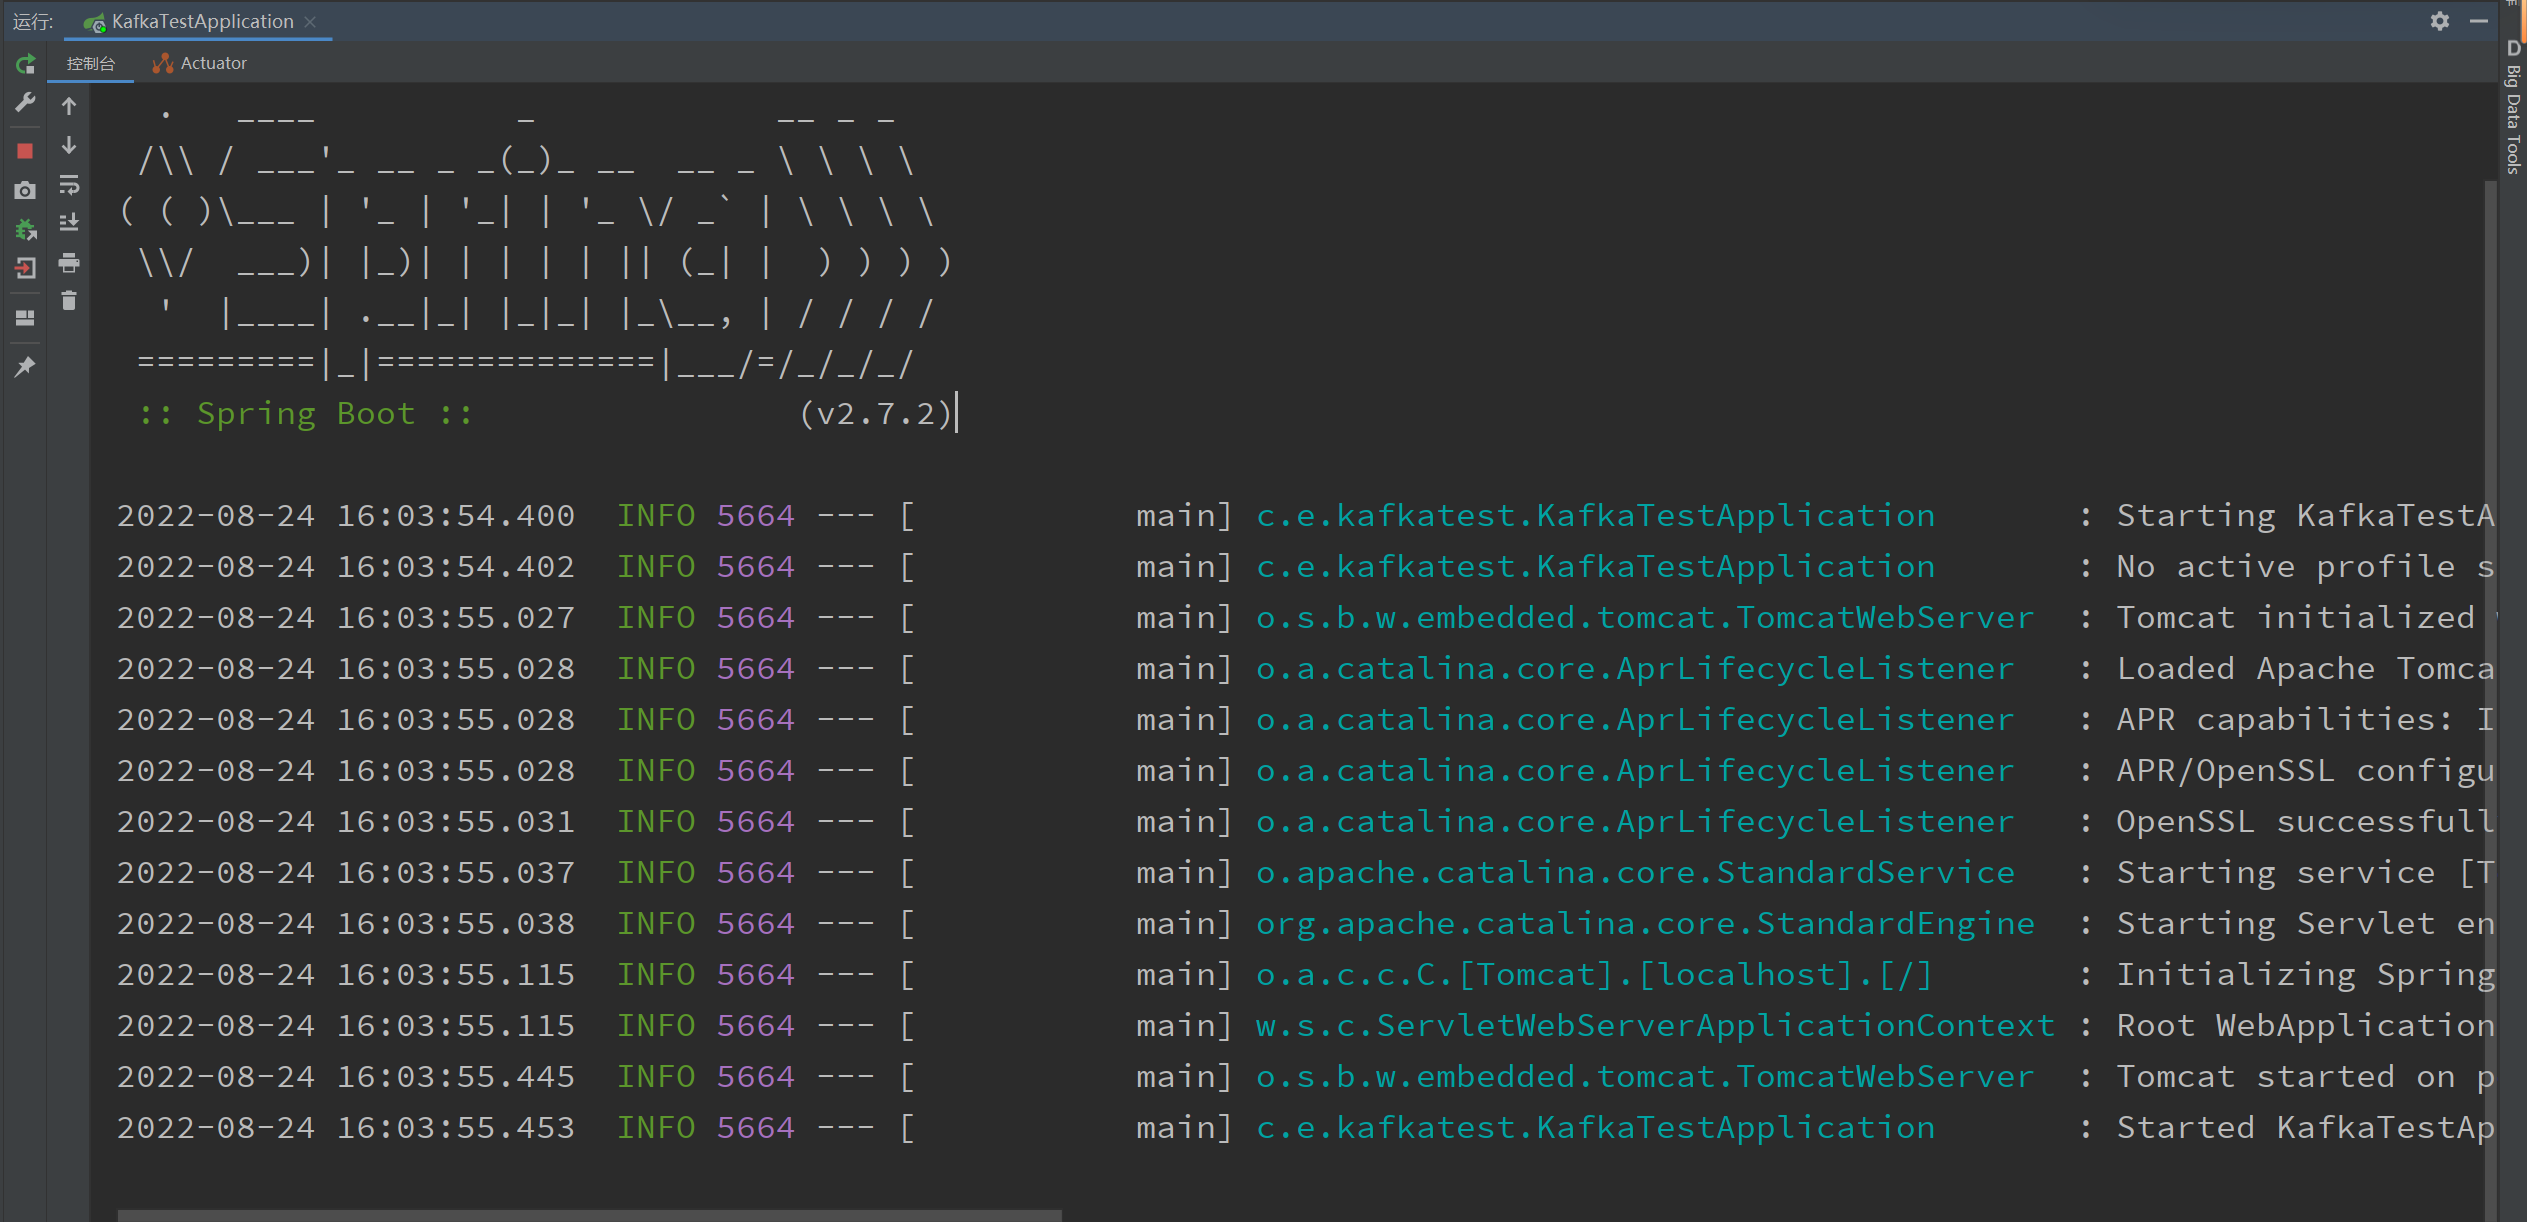 运行: KafkaTestApplication
控制台 Actuator
Big Data Tools
  .   ____          _            __ _ _
 /\\ / ___'_ __ _ _(_)_ __  __ _ \ \ \ \
( ( )\___ | '_ | '_| | '_ \/ _` | \ \ \ \
 \\/  ___)| |_)| | | | | || (_| |  ) ) ) )
  '  |____| .__|_| |_|_| |_\__, | / / / /
 =========|_|==============|___/=/_/_/_/
 :: Spring Boot ::                (v2.7.2)
2022-08-24 16:03:54.400  INFO 5664 --- [           main] c.e.kafkatest.KafkaTestApplication       : Starting KafkaTestA
2022-08-24 16:03:54.402  INFO 5664 --- [           main] c.e.kafkatest.KafkaTestApplication       : No active profile s
2022-08-24 16:03:55.027  INFO 5664 --- [           main] o.s.b.w.embedded.tomcat.TomcatWebServer  : Tomcat initialized
2022-08-24 16:03:55.028  INFO 5664 --- [           main] o.a.catalina.core.AprLifecycleListener   : Loaded Apache Tomca
2022-08-24 16:03:55.028  INFO 5664 --- [           main] o.a.catalina.core.AprLifecycleListener   : APR capabilities: I
2022-08-24 16:03:55.028  INFO 5664 --- [           main] o.a.catalina.core.AprLifecycleListener   : APR/OpenSSL configu
2022-08-24 16:03:55.031  INFO 5664 --- [           main] o.a.catalina.core.AprLifecycleListener   : OpenSSL successfull
2022-08-24 16:03:55.037  INFO 5664 --- [           main] o.apache.catalina.core.StandardService   : Starting service [T
2022-08-24 16:03:55.038  INFO 5664 --- [           main] org.apache.catalina.core.StandardEngine  : Starting Servlet en
2022-08-24 16:03:55.115  INFO 5664 --- [           main] o.a.c.c.C.[Tomcat].[localhost].[/]       : Initializing Spring
2022-08-24 16:03:55.115  INFO 5664 --- [           main] w.s.c.ServletWebServerApplicationContext : Root WebApplication
2022-08-24 16:03:55.445  INFO 5664 --- [           main] o.s.b.w.embedded.tomcat.TomcatWebServer  : Tomcat started on p
2022-08-24 16:03:55.453  INFO 5664 --- [           main] c.e.kafkatest.KafkaTestApplication       : Started KafkaTestAp